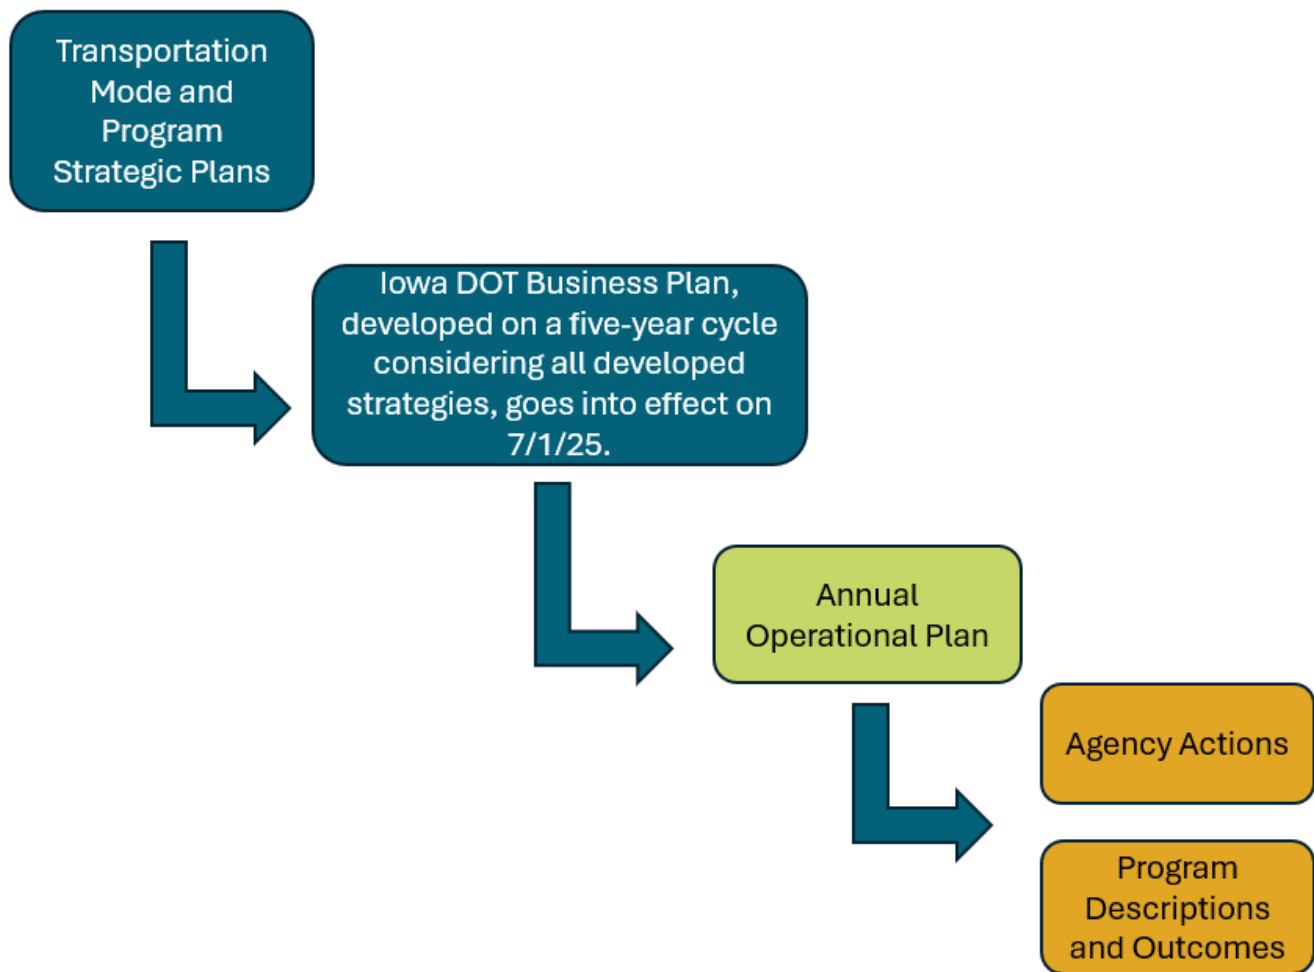 Transportation
Mode and
Program
Strategic Plans
Iowa DOT Business Plan,
developed on a five-year cycle
considering all developed
strategies, goes into effect on
7/1/25.
Annual
Operational Plan
Agency Actions
Program
Descriptions
and Outcomes